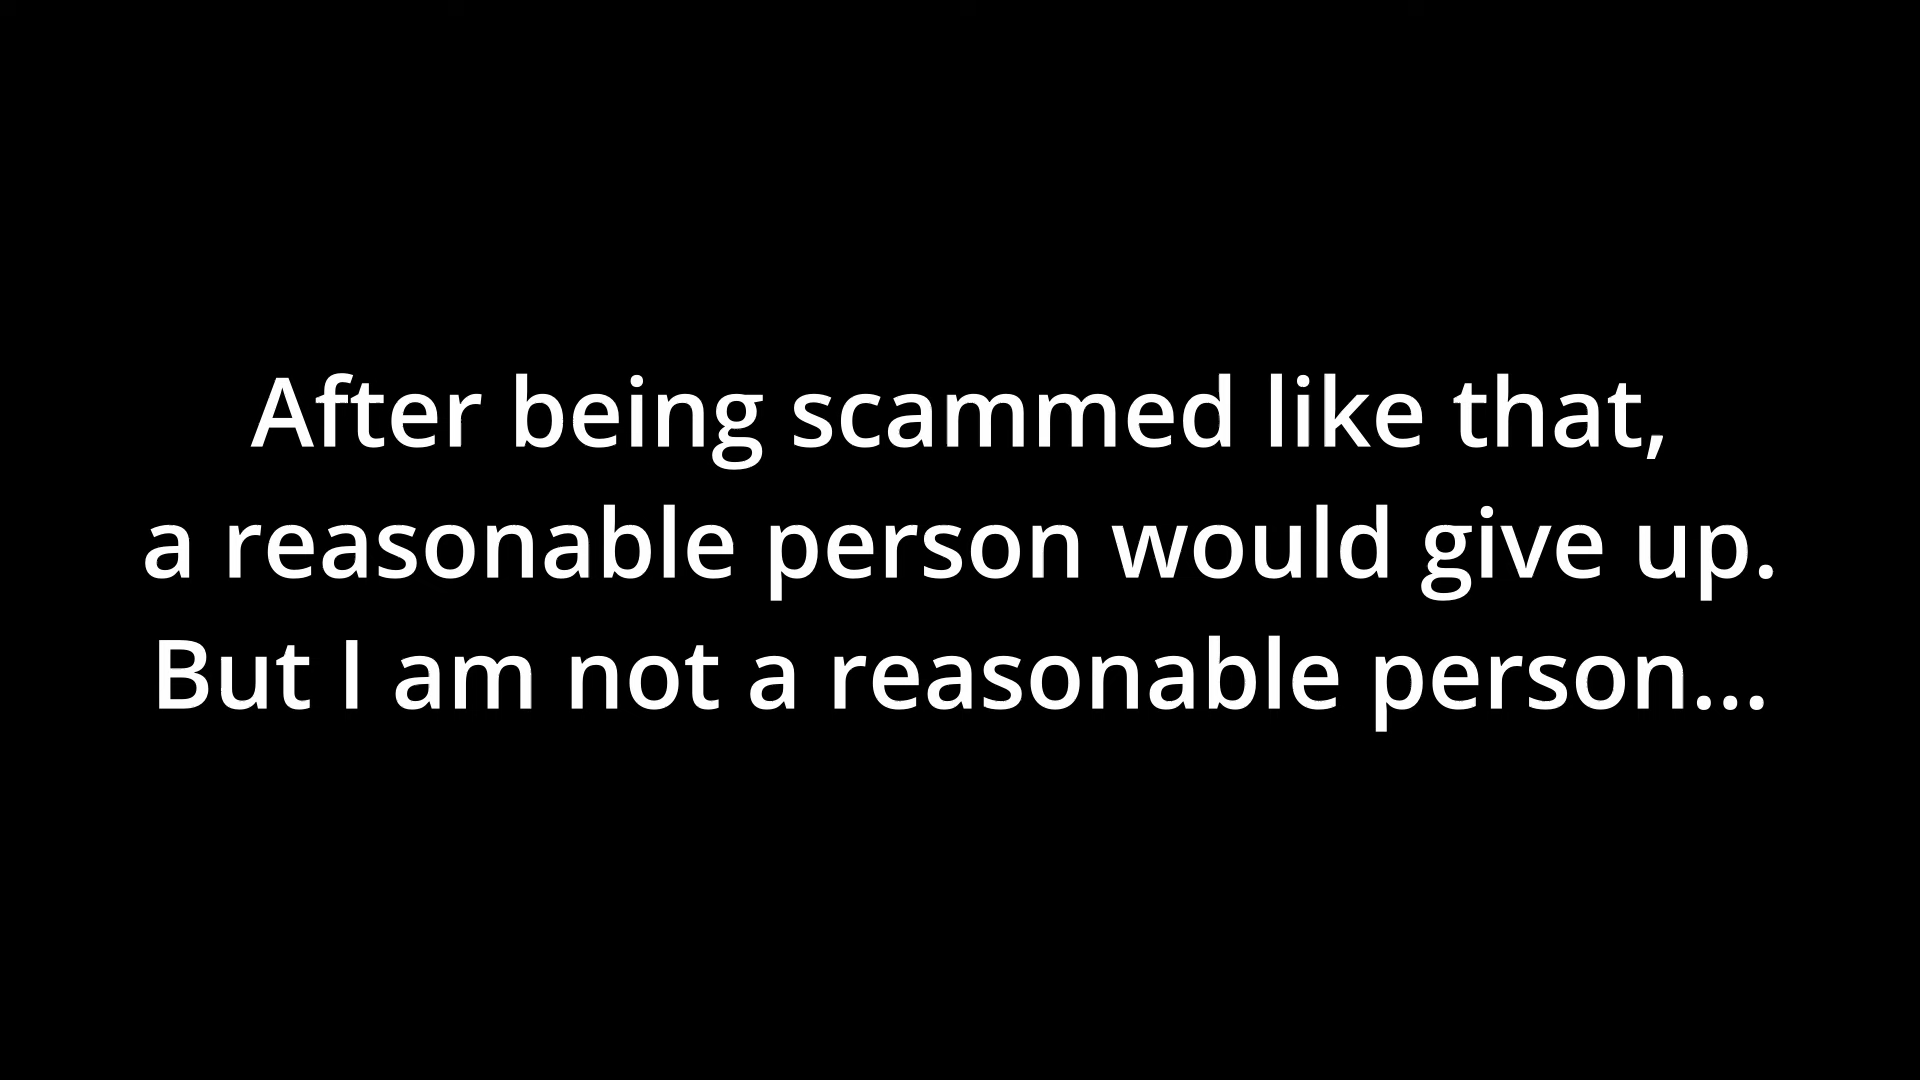 After being scammed like that,
a reasonable person would give up.
But I am not a reasonable person...